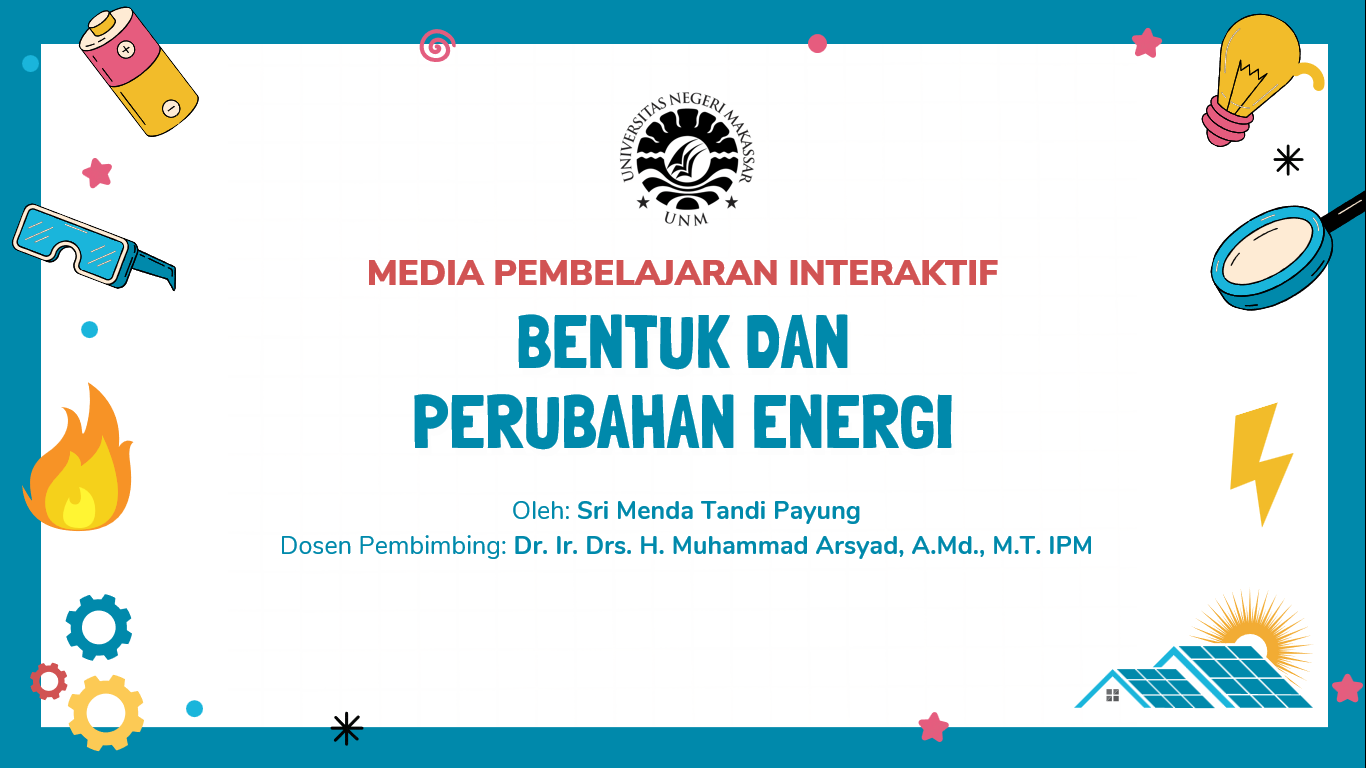 UNIVERSITAS NEGERI MAKASSAR
UNM
MEDIA PEMBELAJARAN INTERAKTIF
BENTUK DAN
PERUBAHAN ENERGI
Oleh: Sri Menda Tandi Payung
Dosen Pembimbing: Dr. Ir. Drs. H. Muhammad Arsyad, A.Md., M.T. IPM